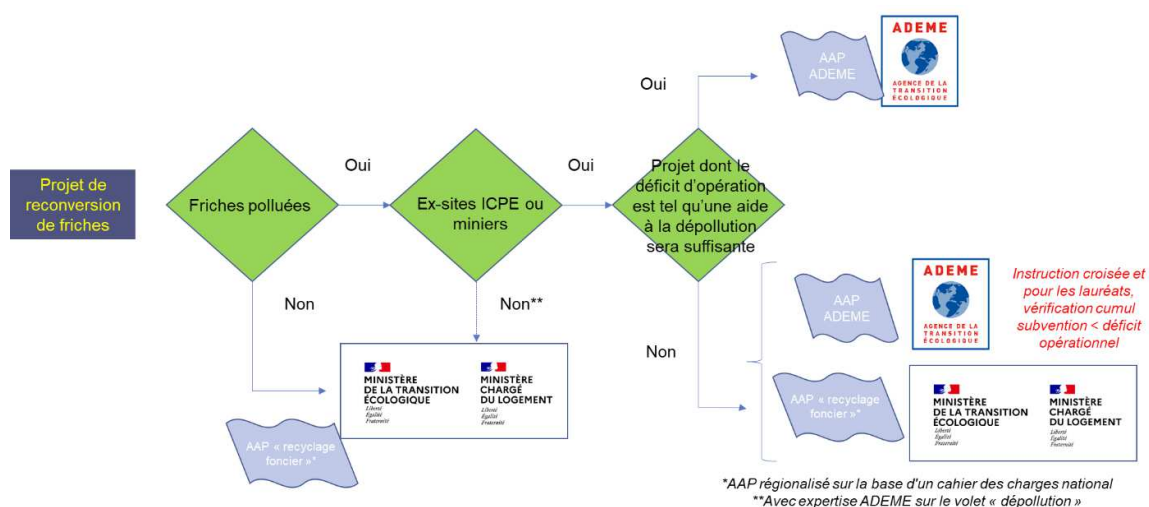 Projet de
reconversion
de friches
Friches polluées
Oui
Ex-sites ICPE ou
miniers
Oui
Projet dont le
déficit d'opération
est tel qu'une aide
à la dépollution
sera suffisante
Oui
AAP
ADEME
ADEME
AGENCE DE LA
TRANSITION
ÉCOLOGIQUE
Non
Non**
MINISTÈRE
DE LA TRANSITION
ÉCOLOGIQUE
Liberté
Égalité
Fraternité
MINISTÈRE
CHARGÉ
DU LOGEMENT
Liberté
Égalité
Fraternité
AAP « recyclage
foncier »*
Non
AAP
ADEME
ADEME
AGENCE DE LA
TRANSITION
ÉCOLOGIQUE
Instruction croisée et
pour les lauréats,
vérification cumul
subvention < déficit
opérationnel
AAP « recyclage
foncier »*
MINISTÈRE
DE LA TRANSITION
ÉCOLOGIQUE
Liberté
Égalité
Fraternité
MINISTÈRE
CHARGÉ
DU LOGEMENT
Liberté
Égalité
Fraternité
*AAP régionalisé sur la base d'un cahier des charges national
**Avec expertise ADEME sur le volet « dépollution »